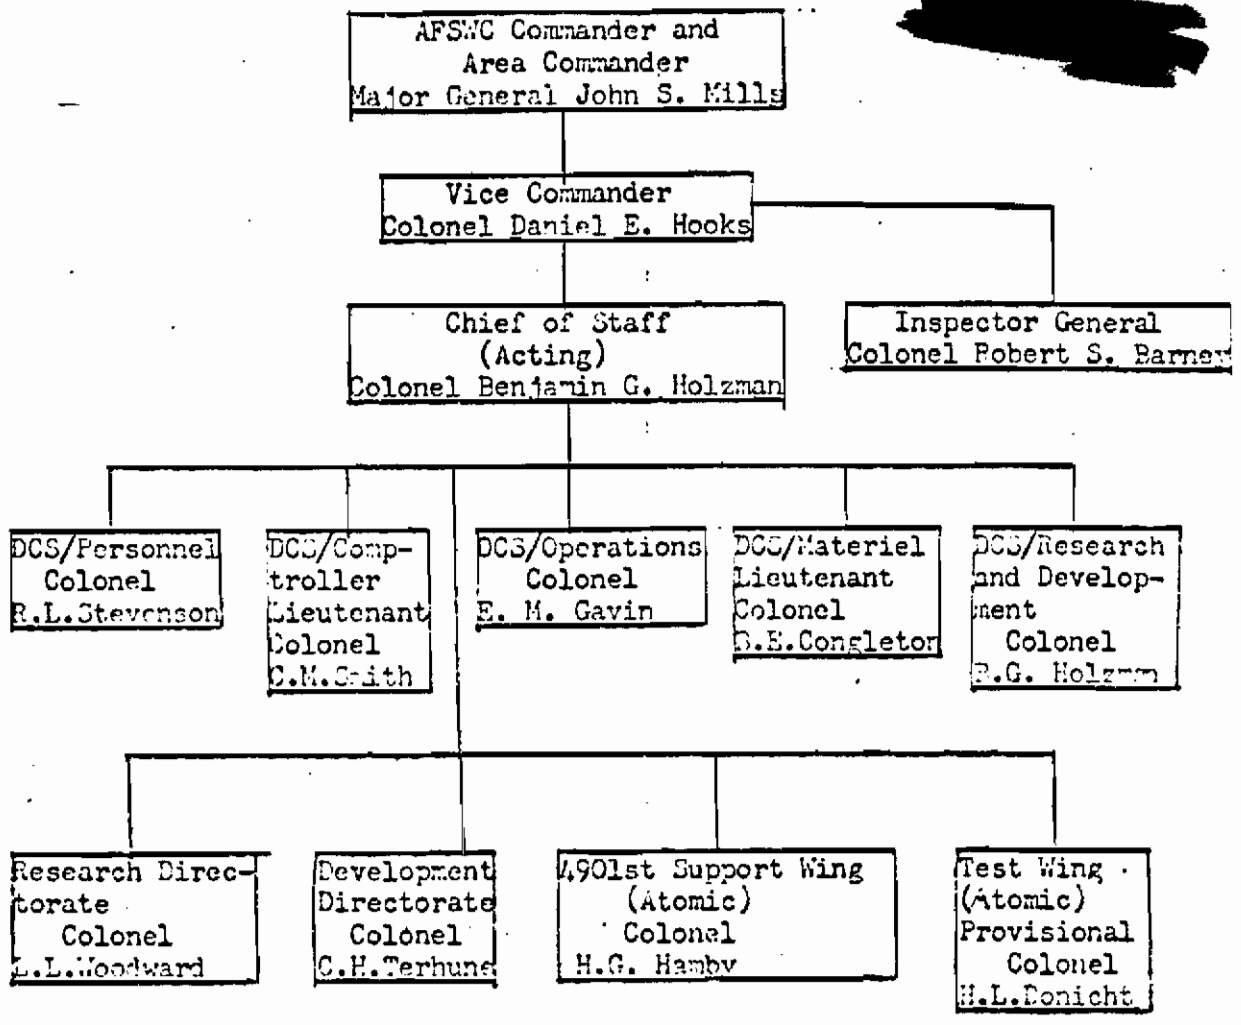 AFSWC Commander and
Area Commander
Major General John S. Mills
Vice Commander
Colonel Daniel E. Hooks
Chief of Staff
(Acting)
Colonel Benjamin G. Holzman
Inspector General
Colonel Robert S. Barney
DCS/Personnel
Colonel
R.L.Stevenson
DCS/Comp-
troller
Lieutenant
Colonel
C.M.Smith
DCS/Operations
Colonel
E. M. Gavin
DCS/Materiel
Lieutenant
Colonel
B.E.Congleton
DCS/Research
and Develop-
ment
Colonel
B.G. Holzman
Research Direc-
torate
Colonel
L.L.Woodward
Development
Directorate
Colonel
C.H.Terhune
4901st Support Wing
(Atomic)
Colonel
H.G. Hamby
Test Wing
(Atomic)
Provisional
Colonel
H.L.Donicht